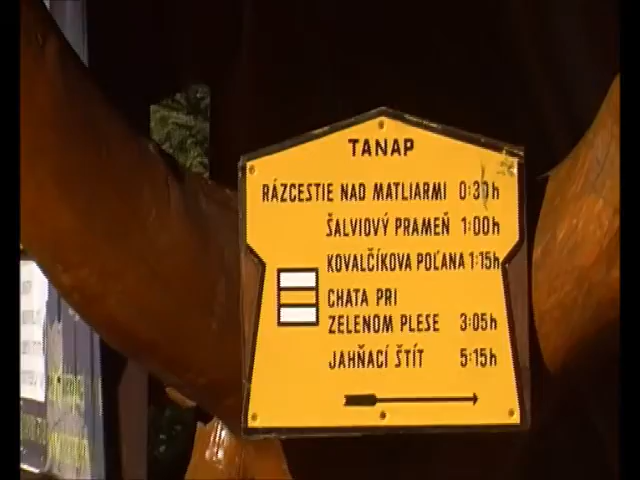 TANAP
RÁZCESTIE NAD MATLIARMI 0:30h
ŠALVIOVÝ PRAMEŇ 1:00h
KOVALČÍKOVA POĽANA 1:15h
CHATA PRI
ZELENOM PLESE 3:05h
JAHŇACÍ ŠTÍT 5:15h